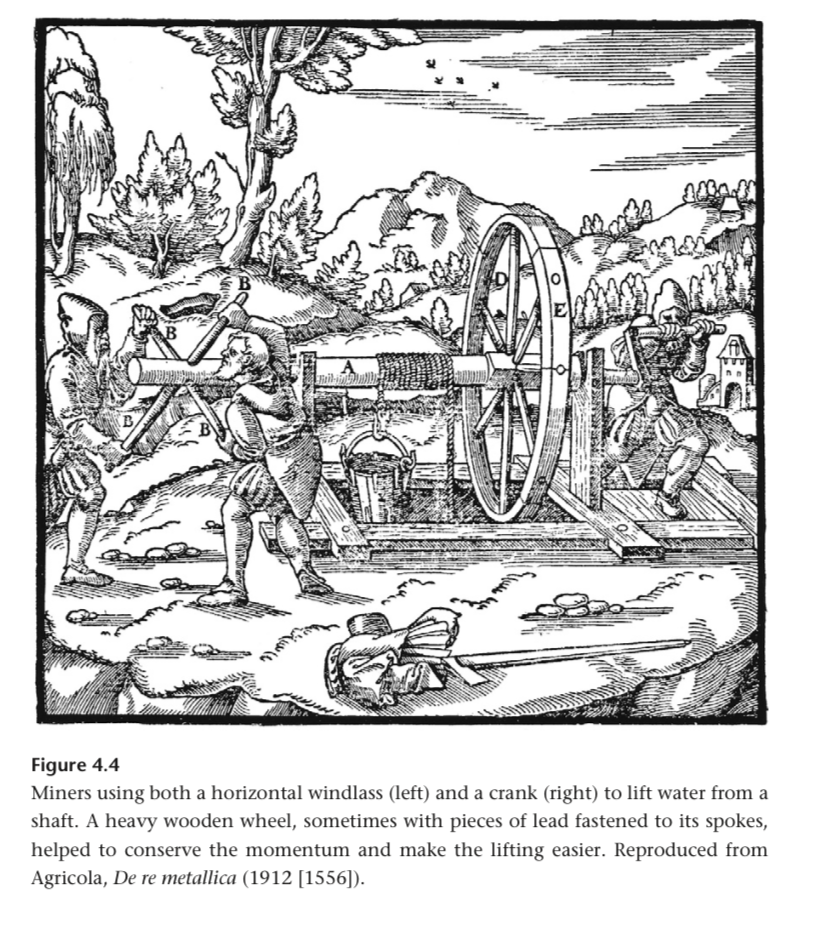 B
B
D
E
A
B
B
Figure 4.4
Miners using both a horizontal windlass (left) and a crank (right) to lift water from a
shaft. A heavy wooden wheel, sometimes with pieces of lead fastened to its spokes,
helped to conserve the momentum and make the lifting easier. Reproduced from
Agricola, De re metallica (1912 [1556]).